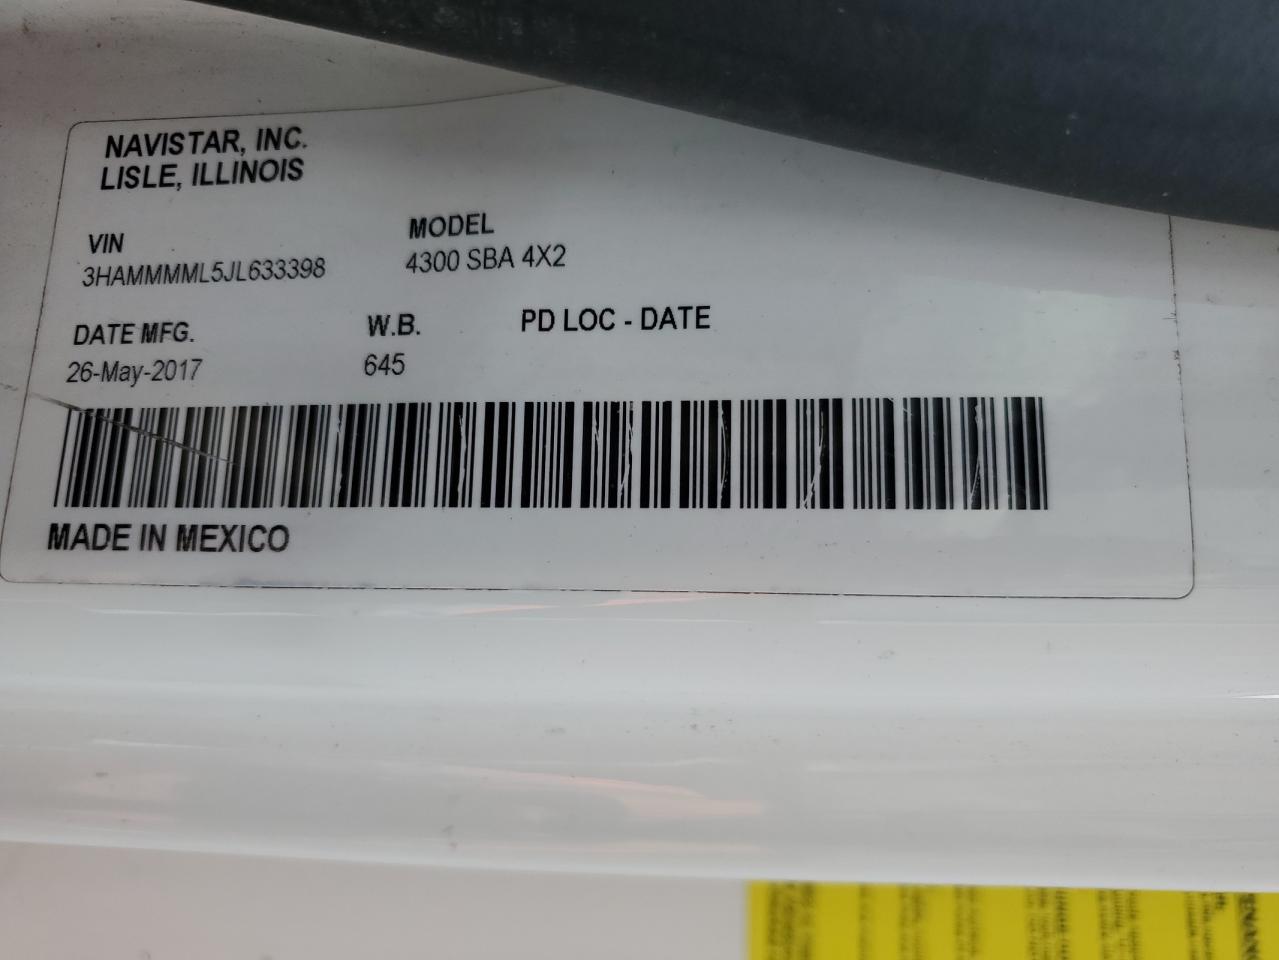 NAVISTAR, INC.
LISLE, ILLINOIS
VIN
3HAMMMML5JL633398
MODEL
4300 SBA 4X2
DATE MFG.
26-May-2017
W.B.
645
PD LOC - DATE
MADE IN MEXICO